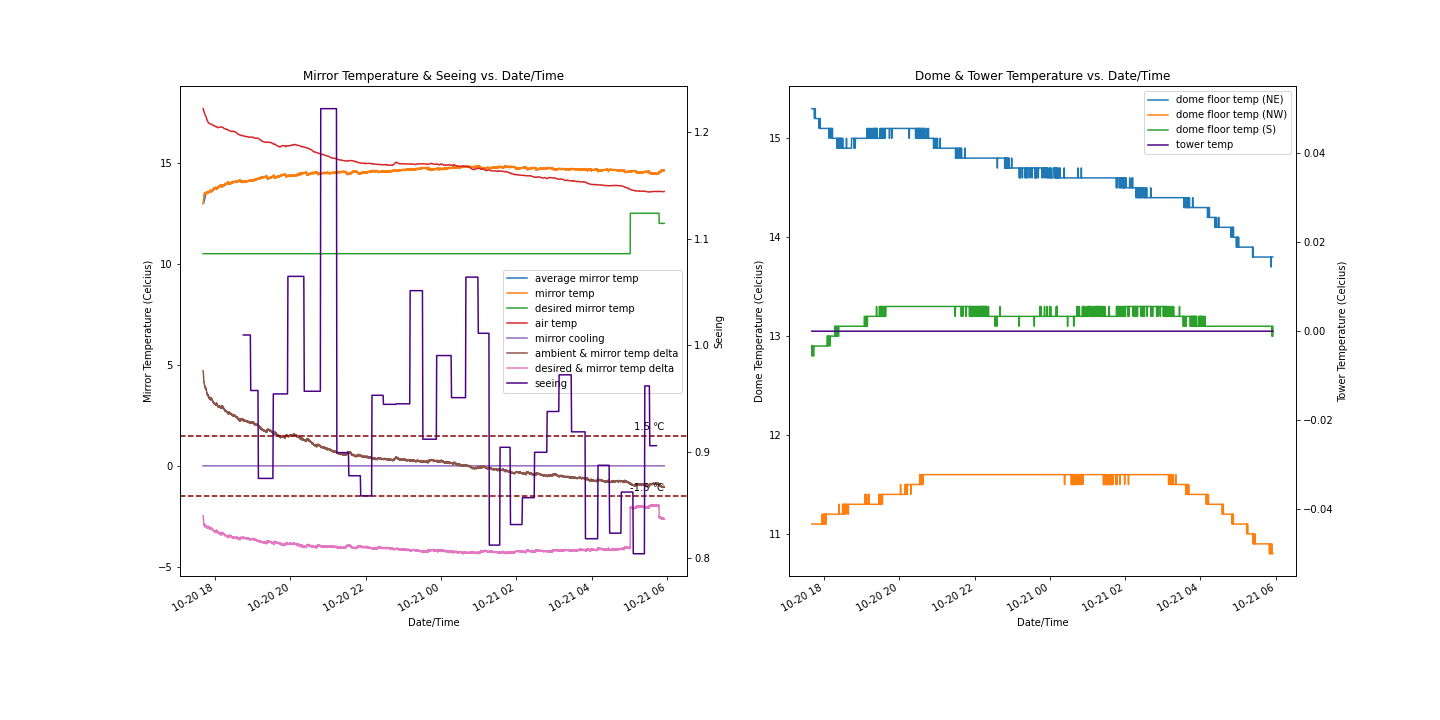 Mirror Temperature & Seeing vs. Date/Time
Mirror Temperature (Celcius)
15
10
5
0
−5
1.2
1.1
1.0
0.9
0.8
Seeing
average mirror temp
mirror temp
desired mirror temp
air temp
mirror cooling
ambient & mirror temp delta
desired & mirror temp delta
seeing
1.5 °C
-1.5 °C
10-20 18
10-20 20
10-20 22
10-21 00
10-21 02
10-21 04
10-21 06
Date/Time
Dome & Tower Temperature vs. Date/Time
Dome Temperature (Celcius)
15
14
13
12
11
dome floor temp (NE)
dome floor temp (NW)
dome floor temp (S)
tower temp
0.04
0.02
0.00
−0.02
−0.04
Tower Temperature (Celcius)
10-20 18
10-20 20
10-20 22
10-21 00
10-21 02
10-21 04
10-21 06
Date/Time